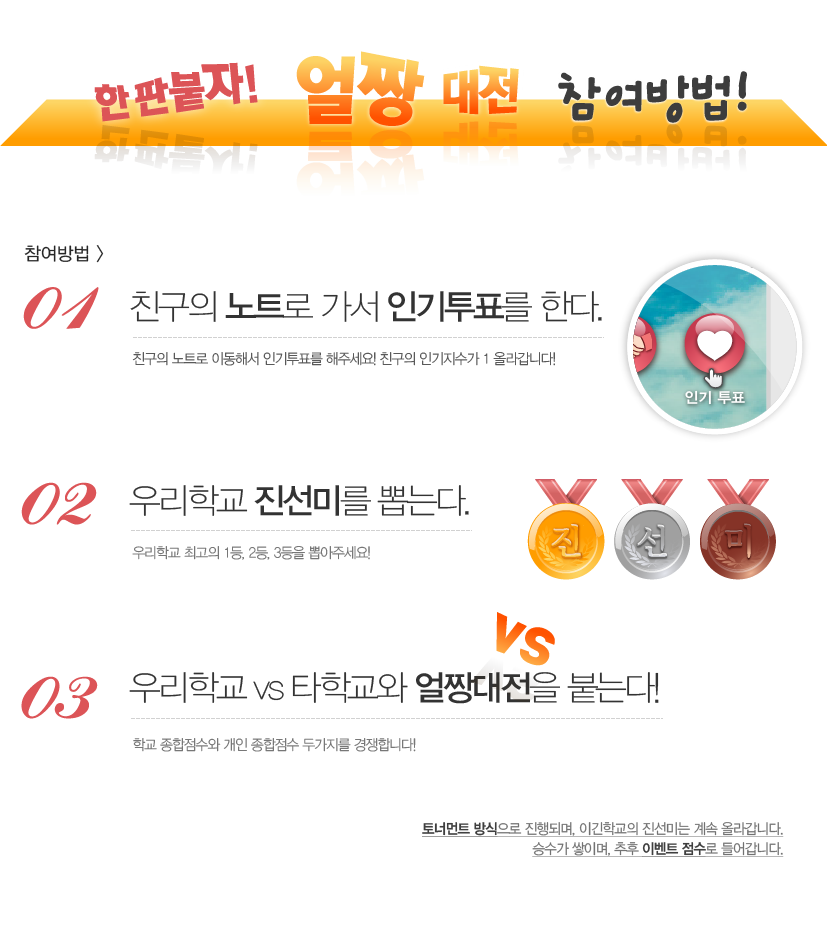 한판붙자! 얼짱 대전 참여방법!
참여방법 〉
01 친구의 노트로 가서 인기투표를 한다.
친구의 노트로 이동해서 인기투표를 해주세요! 친구의 인기지수가 1 올라갑니다!
인기 투표
02 우리학교 진선미를 뽑는다.
우리학교 최고의 1등, 2등, 3등을 뽑아주세요!
진 선 미
VS
03 우리학교 vs 타학교와 얼짱대전을 붙는다!
학교 종합점수와 개인 종합점수 두가지를 경쟁합니다!
토너먼트 방식으로 진행되며, 이긴학교의 진선미는 계속 올라갑니다.
승수가 쌓이며, 추후 이벤트 점수로 들어갑니다.